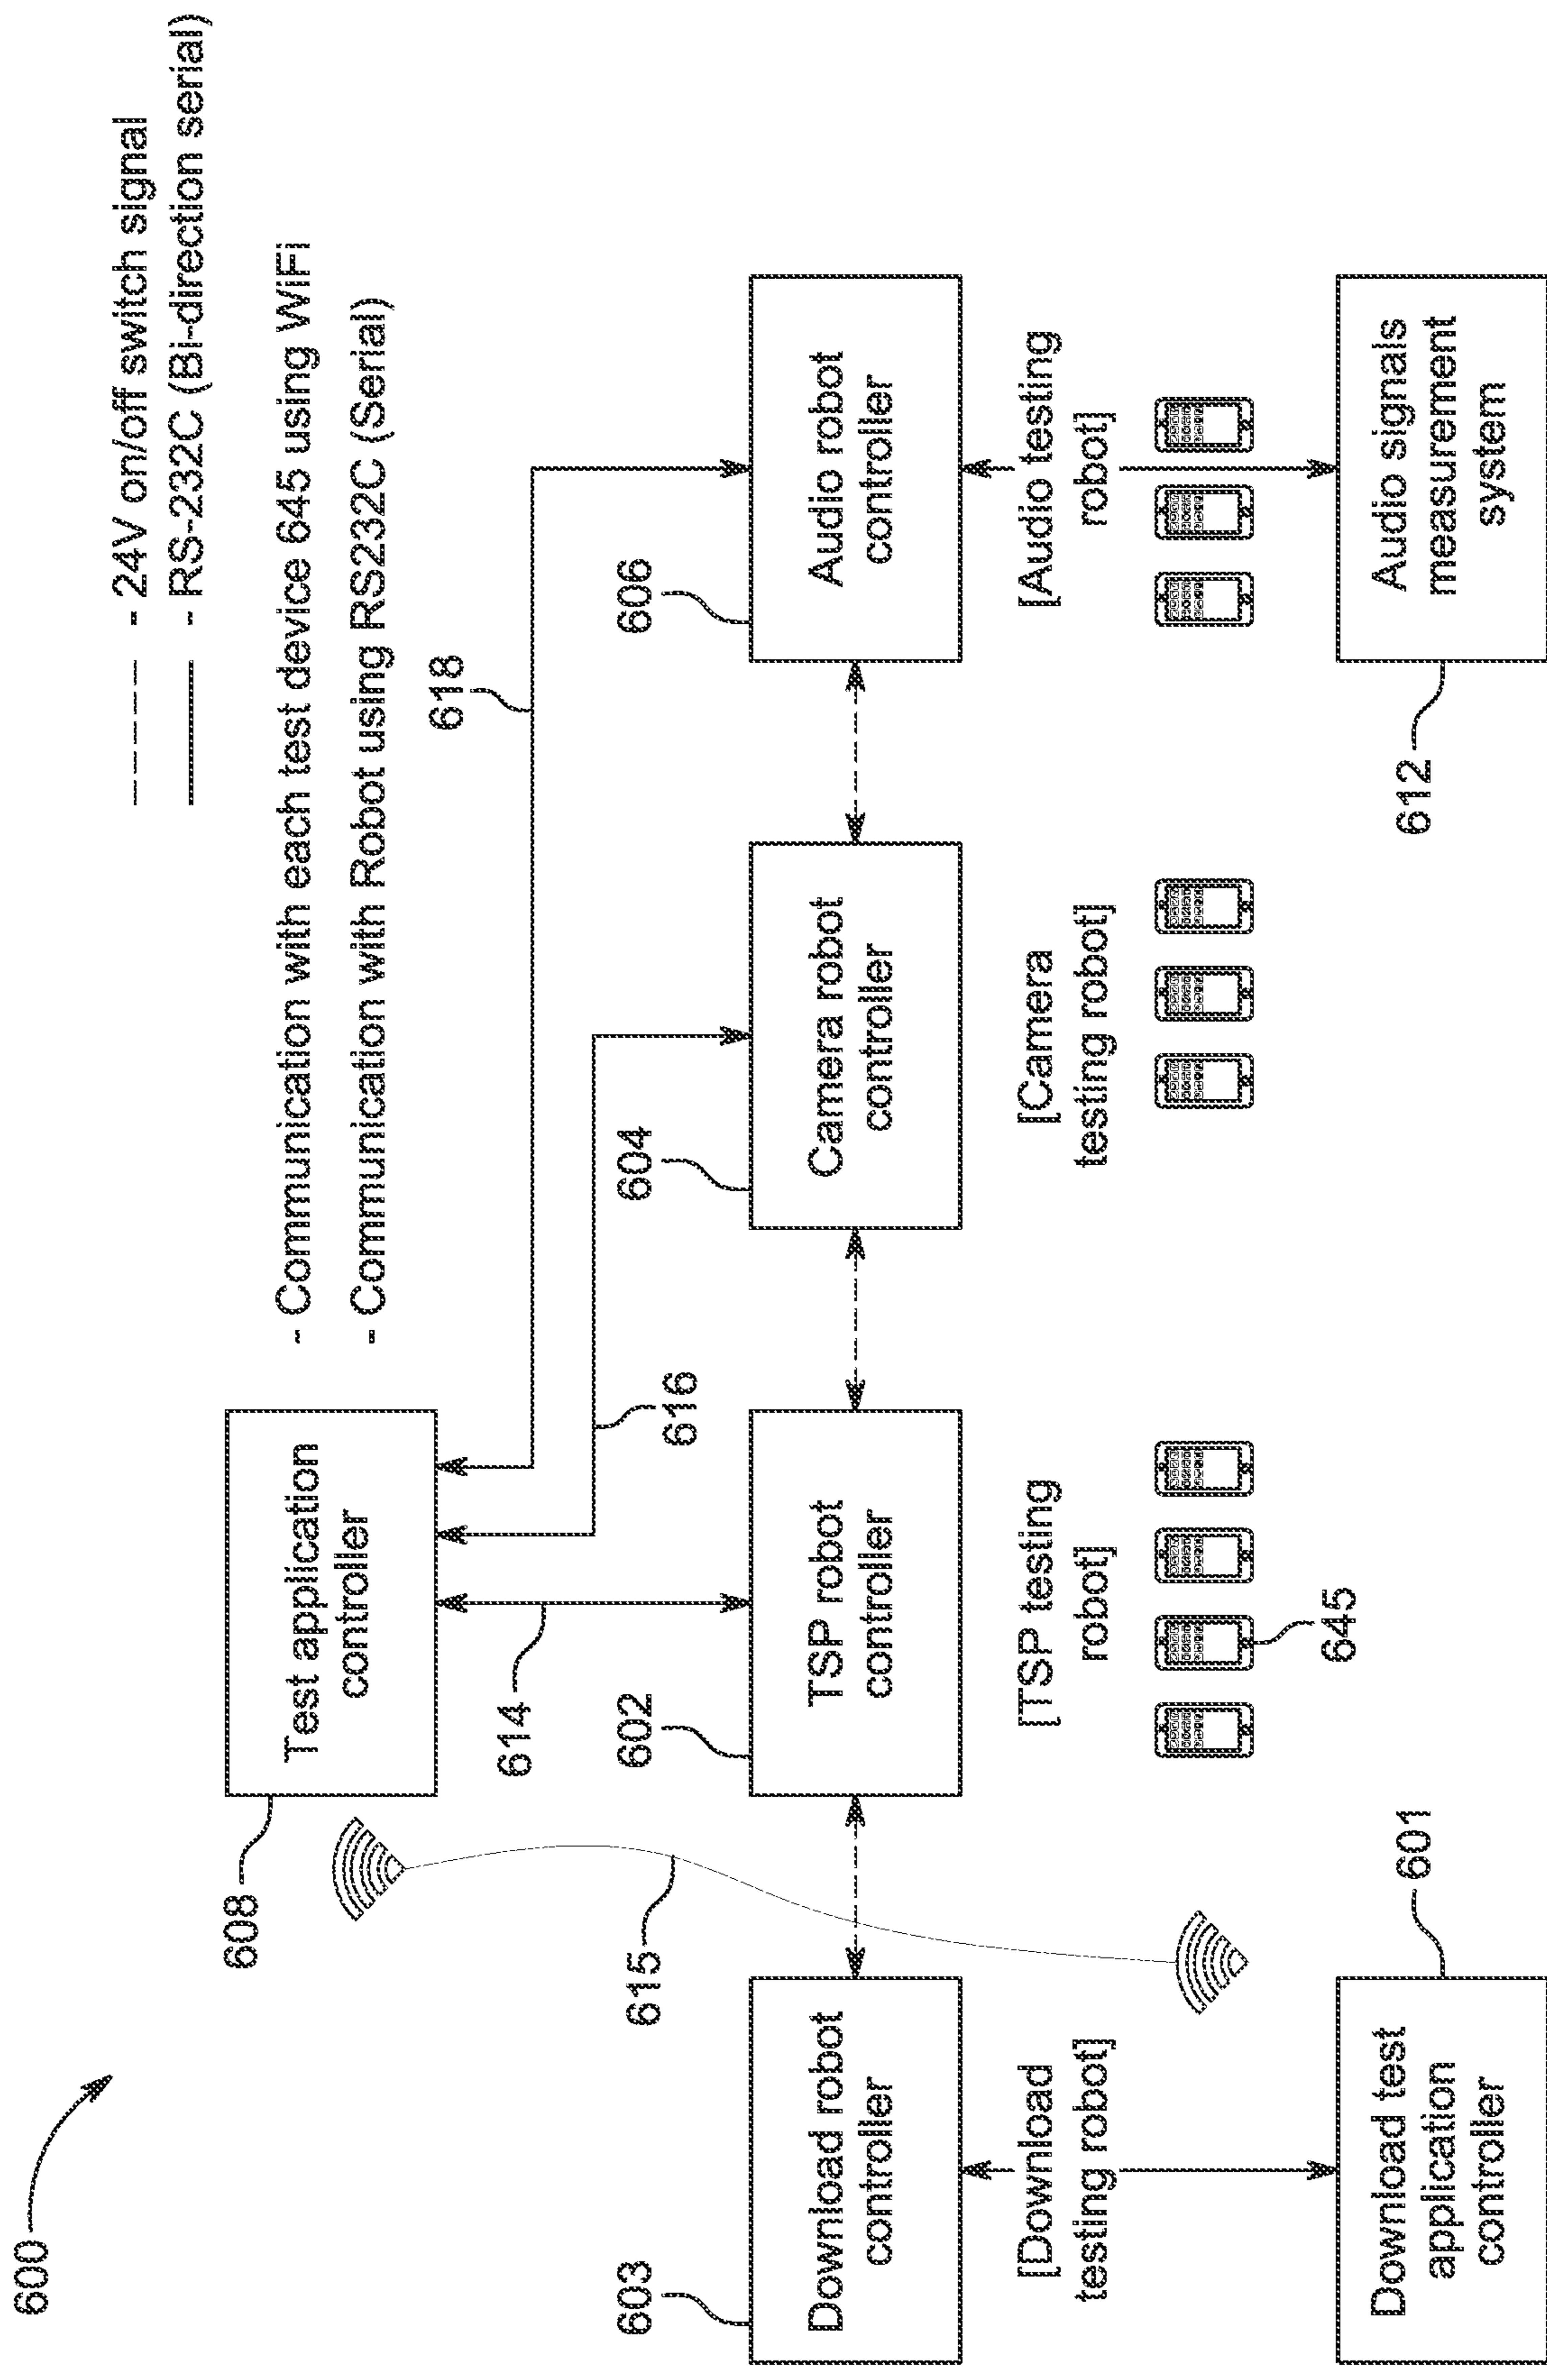 600
- 24V on/off switch signal
- RS-232C (Bi-direction serial)
- Communication with each test device 645 using WiFi
- Communication with Robot using RS232C (Serial)
608
Test application
controller
618
614
616
615
603
602
604
606
Download robot
controller
TSP robot
controller
Camera robot
controller
Audio robot
controller
[Download
testing robot]
[TSP testing
robot]
[Camera
testing robot]
[Audio testing
robot]
645
601
612
Download test
application
controller
Audio signals
measurement
system